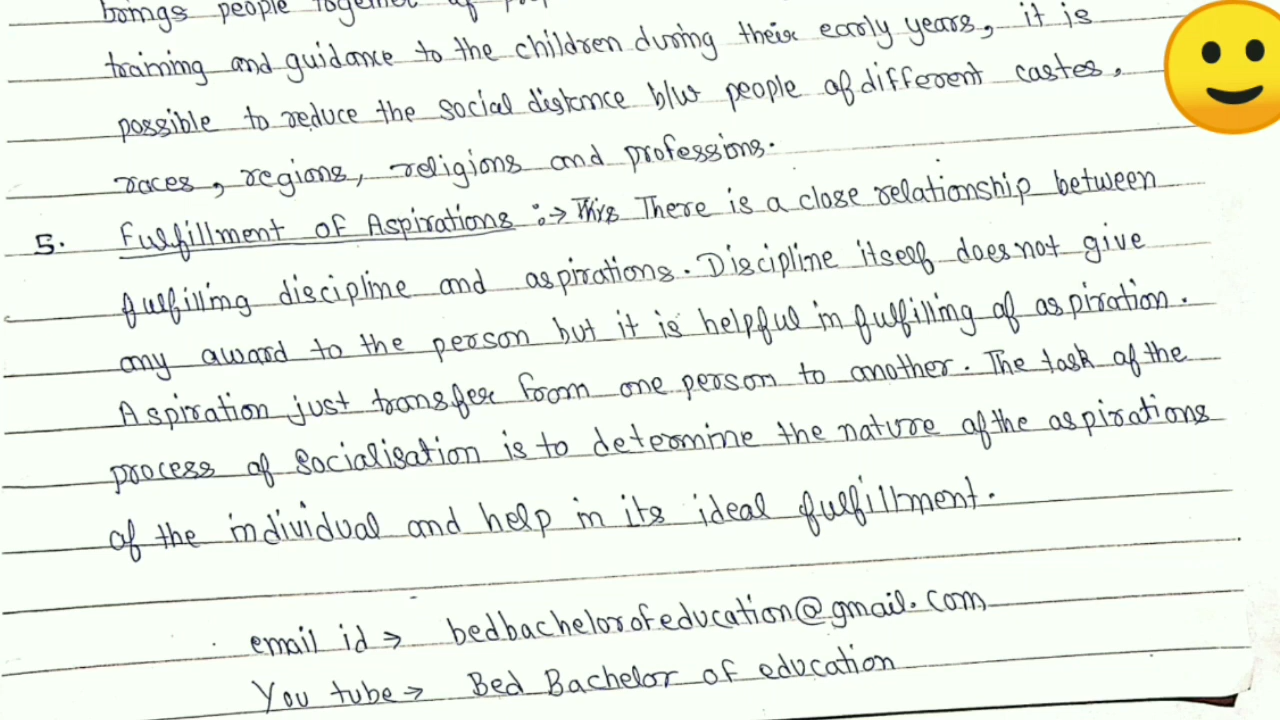 brings people together of
training and guidance to the children during their early years, it is
possible to reduce the social distance b/w people of different castes,
races, regions, religions and professions.
5. Fulfillment of Aspirations :→ This There is a close relationship between
fulfilling discipline and aspirations. Discipline itself does not give
any award to the person but it is helpful in fulfilling of aspiration.
Aspiration just transfer from one person to another. The task of the
process of socialisation is to determine the nature of the aspirations
of the individual and help in its ideal fulfillment.
email id → bedbachelorofeducation@gmail.com
You tube → Bed Bachelor of education